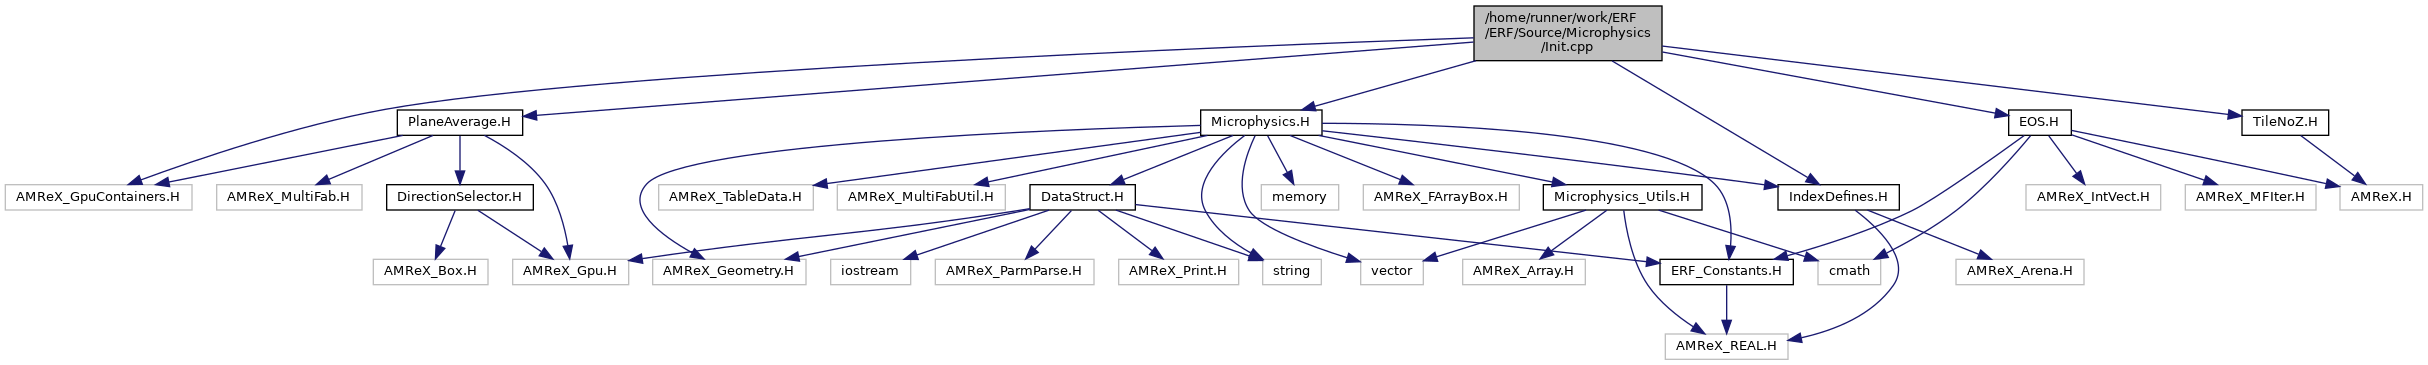 /home/runner/work/ERF
/ERF/Source/Microphysics
/Init.cpp
PlaneAverage.H
Microphysics.H
EOS.H
TileNoZ.H
AMReX_GpuContainers.H
AMReX_MultiFab.H
DirectionSelector.H
AMReX_TableData.H
AMReX_MultiFabUtil.H
DataStruct.H
memory
AMReX_FArrayBox.H
Microphysics_Utils.H
IndexDefines.H
AMReX_IntVect.H
AMReX_MFIter.H
AMReX.H
AMReX_Box.H
AMReX_Gpu.H
AMReX_Geometry.H
iostream
AMReX_ParmParse.H
AMReX_Print.H
string
vector
AMReX_Array.H
ERF_Constants.H
cmath
AMReX_Arena.H
AMReX_REAL.H